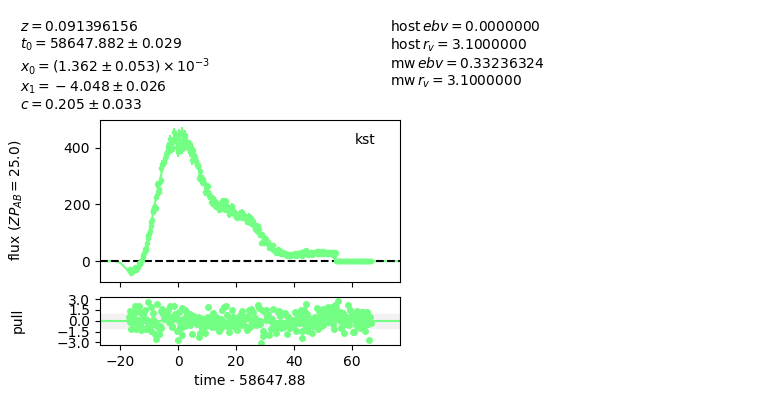 z = 0.091396156
t₀ = 58647.882 ± 0.029
x₀ = (1.362 ± 0.053) × 10⁻³
x₁ = −4.048 ± 0.026
c = 0.205 ± 0.033
host ebv = 0.0000000
host r_v = 3.1000000
mw ebv = 0.33236324
mw r_v = 3.1000000
kst
flux (ZP_AB = 25.0)
400
200
0
pull
3.0
1.5
0.0
−1.5
−3.0
−20 0 20 40 60
time - 58647.88